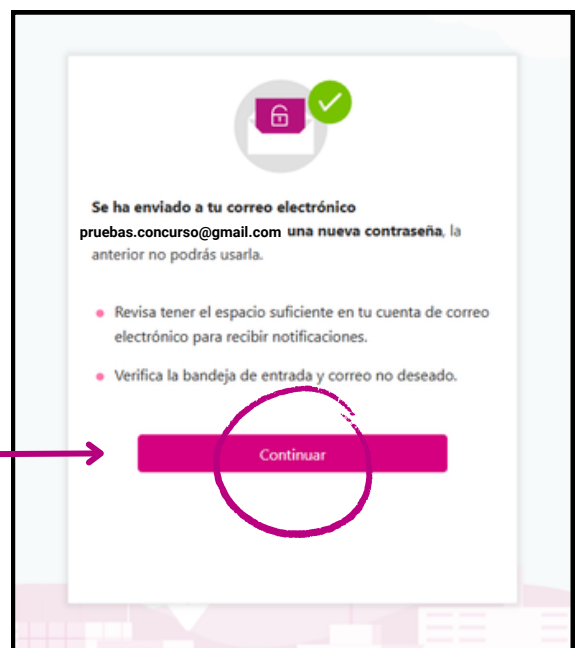 Se ha enviado a tu correo electrónico
pruebas.concurso@gmail.com una nueva contraseña, la
anterior no podrás usarla.
Revisa tener el espacio suficiente en tu cuenta de correo
electrónico para recibir notificaciones.
Verifica la bandeja de entrada y correo no deseado.
Continuar